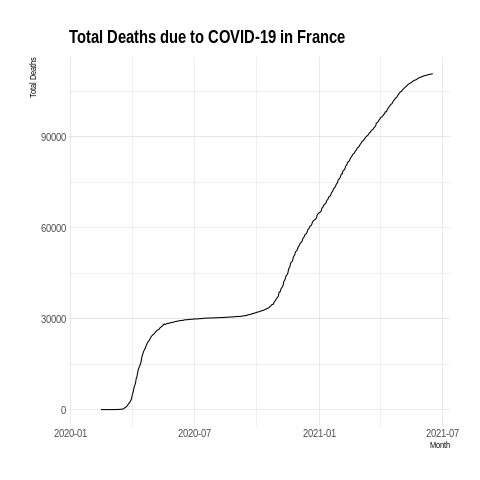 Total Deaths due to COVID-19 in France
Total Deaths
90000
60000
30000
0
2020-01 2020-07 2021-01 2021-07
Month